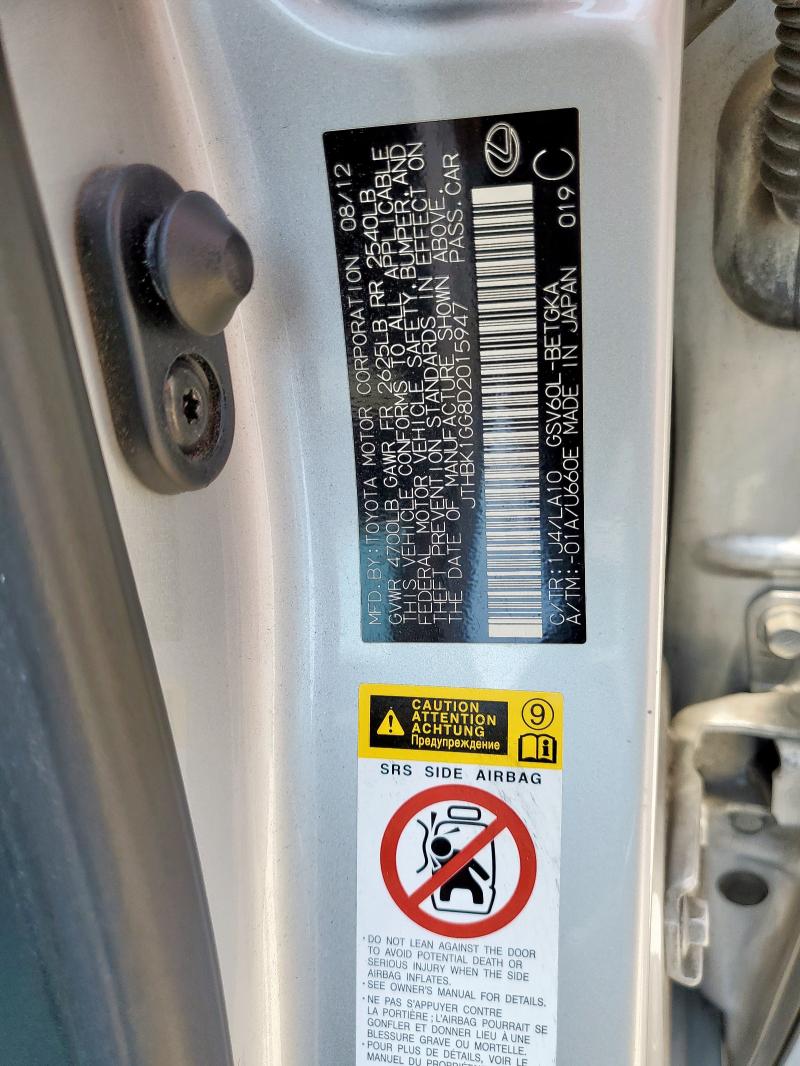 MFD. BY: TOYOTA MOTOR CORPORATION 08/12
GVWR 4700LB GAWR FR 2625LB RR 2540LB
THIS VEHICLE CONFORMS TO ALL APPLICABLE
FEDERAL MOTOR VEHICLE SAFETY, BUMPER, AND
THEFT PREVENTION STANDARDS IN EFFECT ON
THE DATE OF MANUFACTURE SHOWN ABOVE.
JTHBK1GG8D2015947 PASS. CAR
C/TR: 1J4/LA10 GSV60L-BETGKA 019 C
A/TM: -01A/U660E MADE IN JAPAN
CAUTION
ATTENTION
ACHTUNG
Предупреждение
9
i
SRS SIDE AIRBAG
• DO NOT LEAN AGAINST THE DOOR
TO AVOID POTENTIAL DEATH OR
SERIOUS INJURY WHEN THE SIDE
AIRBAG INFLATES.
• SEE OWNER'S MANUAL FOR DETAILS.
• NE PAS S'APPUYER CONTRE
LA PORTIÈRE ; L'AIRBAG POURRAIT SE
GONFLER ET DONNER LIEU À UNE
BLESSURE GRAVE OU MORTELLE.
• POUR PLUS DE DÉTAILS, VOIR LE
MANUEL DU